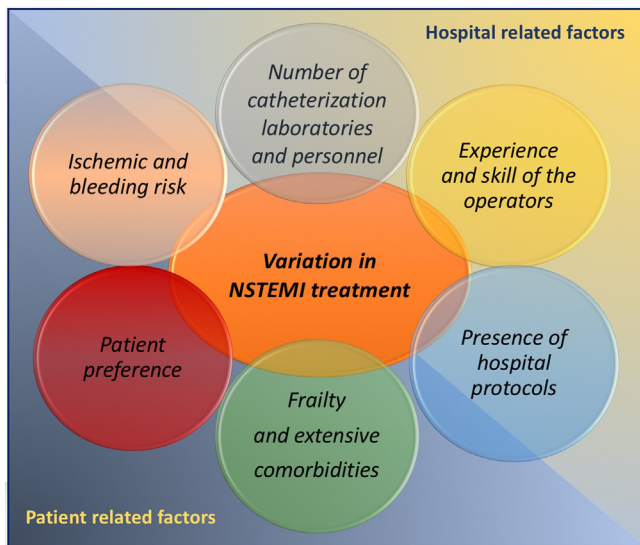 Hospital related factors
Number of
catheterization
laboratories
and personnel
Ischemic and
bleeding risk
Experience
and skill of the
operators
Variation in
NSTEMI treatment
Patient
preference
Presence of
hospital
protocols
Frailty
and extensive
comorbidities
Patient related factors